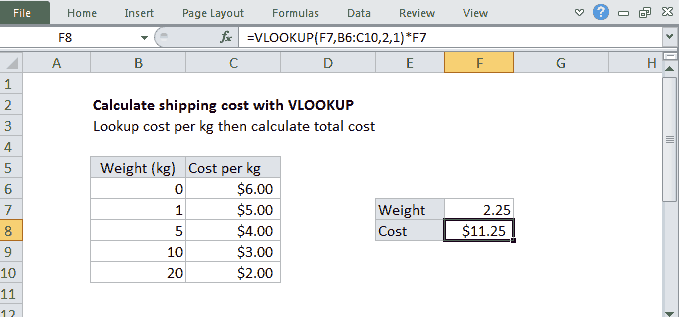 File Home Insert Page Layout Formulas Data Review View
F8 fx =VLOOKUP(F7,B6:C10,2,1)*F7
A B C D E F G H
1
2 Calculate shipping cost with VLOOKUP
3 Lookup cost per kg then calculate total cost
4
5 Weight (kg) Cost per kg
6 0 $6.00
7 1 $5.00 Weight 2.25
8 5 $4.00 Cost $11.25
9 10 $3.00
10 20 $2.00
11
12